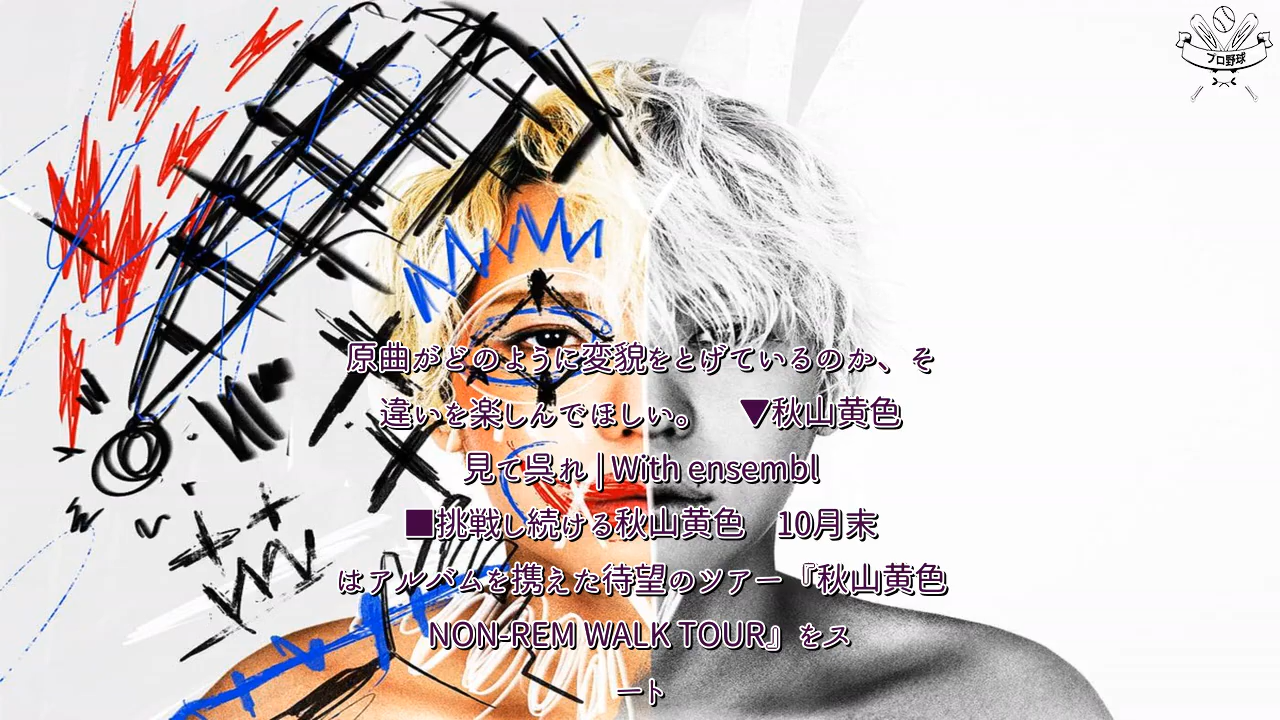 プロ野球
原曲がどのように変貌をとげているのか、そ
違いを楽しんでほしい。　▼秋山黄色
見て呉れ | With ensembl
■挑戦し続ける秋山黄色　10月末
はアルバムを携えた待望のツアー『秋山黄色
NON-REM WALK TOUR』をス
ート